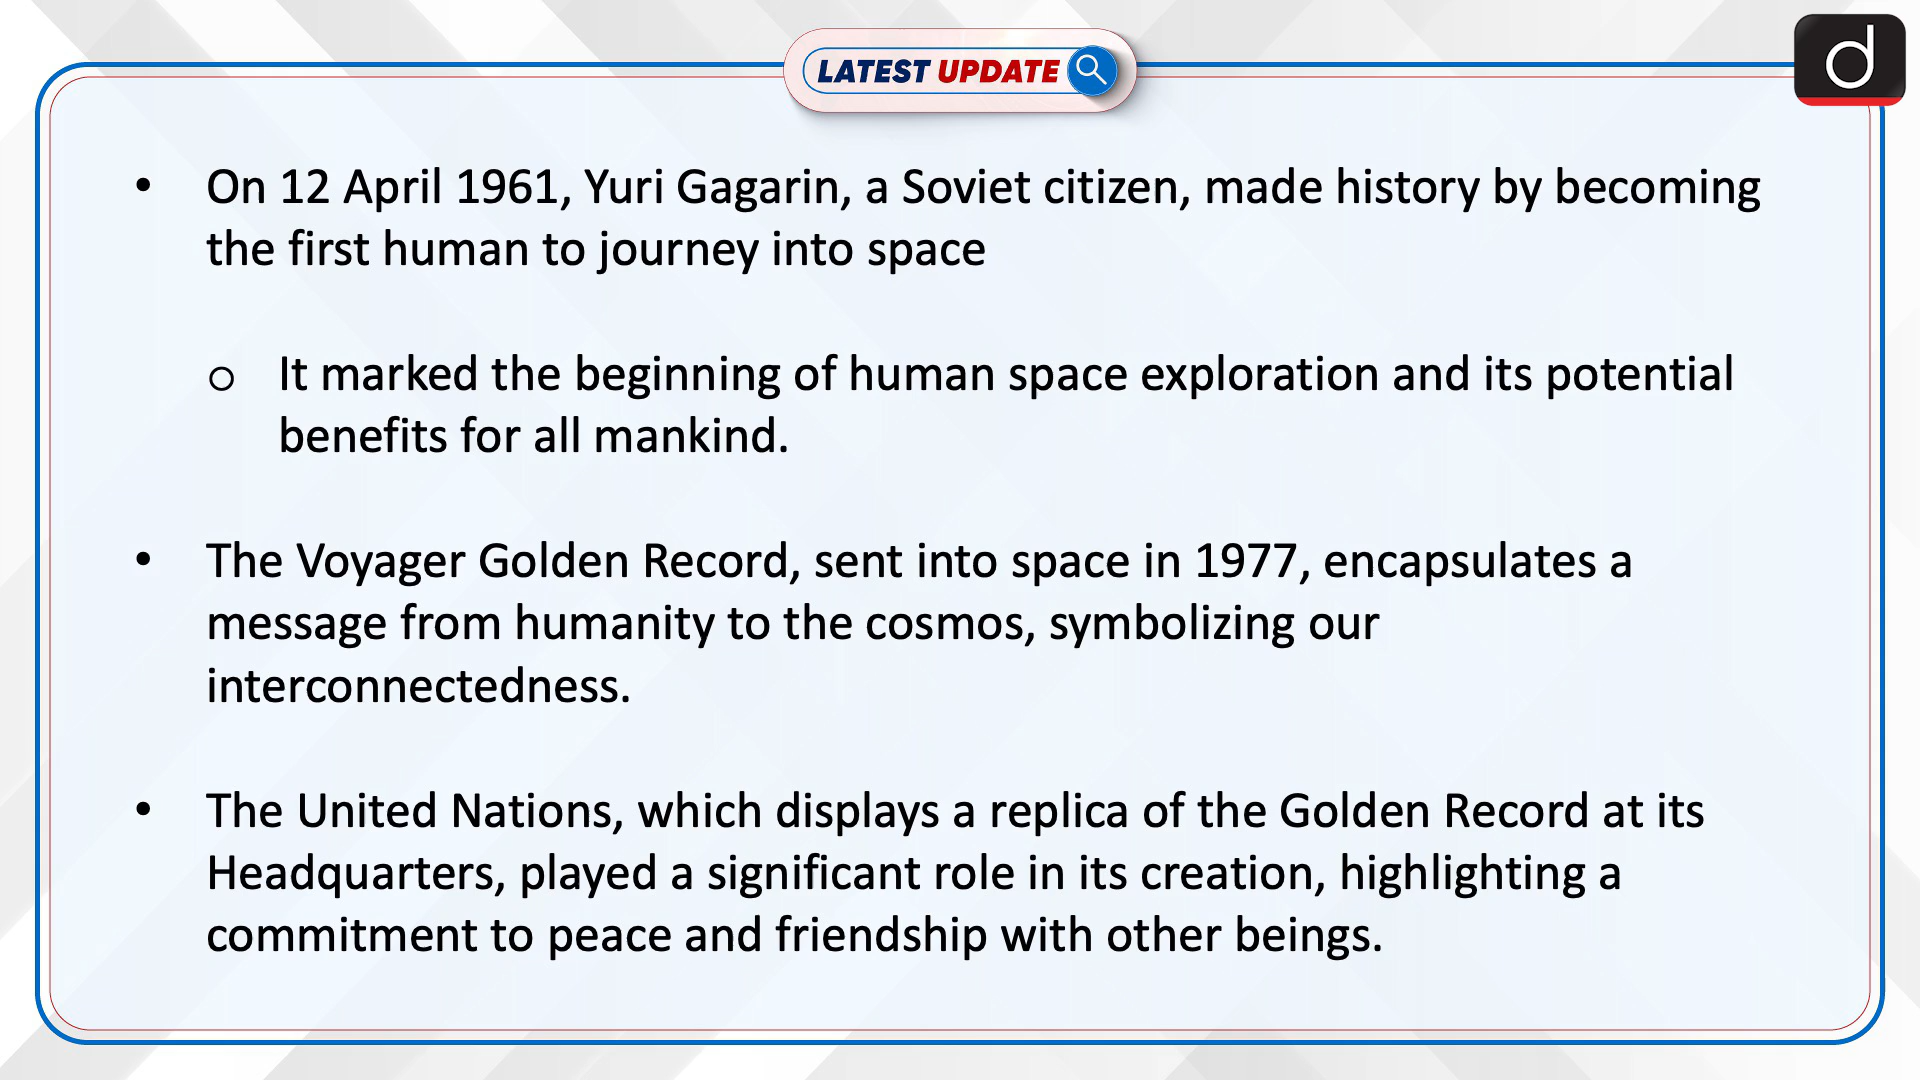 LATEST UPDATE
d
• On 12 April 1961, Yuri Gagarin, a Soviet citizen, made history by becoming
the first human to journey into space
o It marked the beginning of human space exploration and its potential
benefits for all mankind.
• The Voyager Golden Record, sent into space in 1977, encapsulates a
message from humanity to the cosmos, symbolizing our
interconnectedness.
• The United Nations, which displays a replica of the Golden Record at its
Headquarters, played a significant role in its creation, highlighting a
commitment to peace and friendship with other beings.